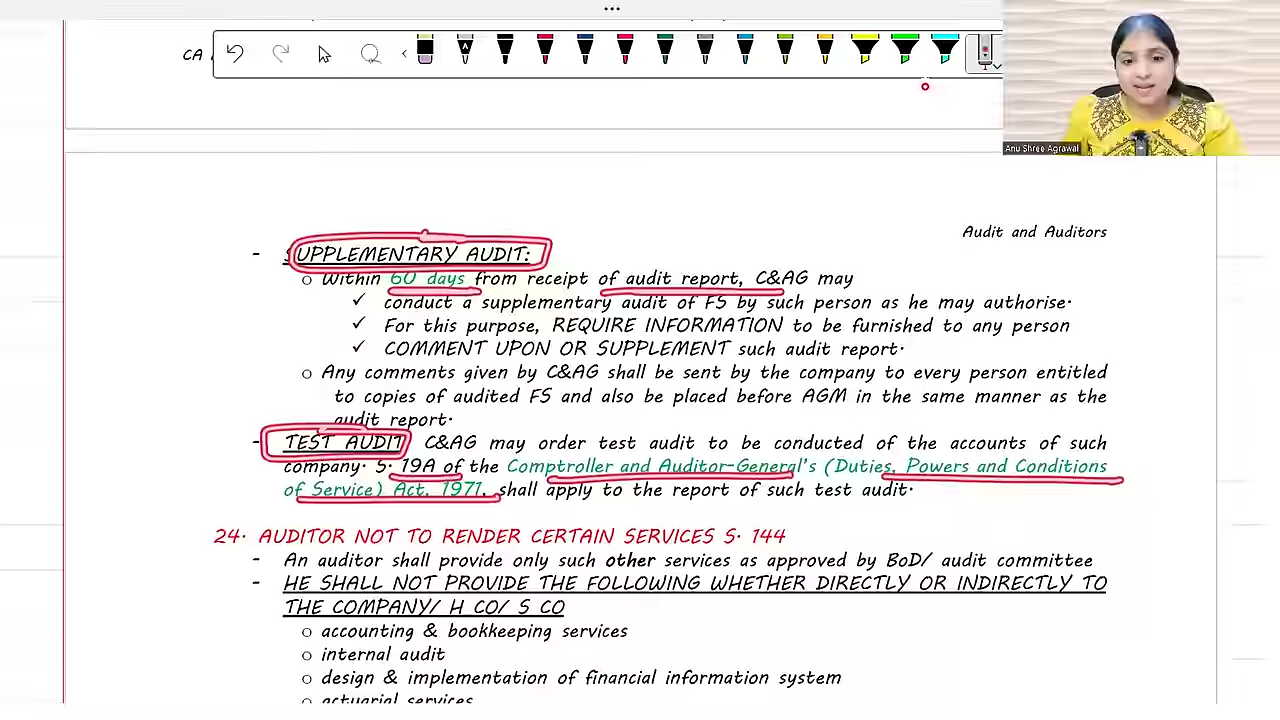 CA
Anu Shree Agrawal
Audit and Auditors
- SUPPLEMENTARY AUDIT:
o Within 60 days from receipt of audit report, C&AG may
✓ conduct a supplementary audit of FS by such person as he may authorise.
✓ For this purpose, REQUIRE INFORMATION to be furnished to any person
✓ COMMENT UPON OR SUPPLEMENT such audit report.
o Any comments given by C&AG shall be sent by the company to every person entitled
to copies of audited FS and also be placed before AGM in the same manner as the
audit report.
- TEST AUDIT C&AG may order test audit to be conducted of the accounts of such
company. S. 19A of the Comptroller and Auditor-General's (Duties, Powers and Conditions
of Service) Act, 1971, shall apply to the report of such test audit.
24. AUDITOR NOT TO RENDER CERTAIN SERVICES S. 144
- An auditor shall provide only such other services as approved by BoD/ audit committee
- HE SHALL NOT PROVIDE THE FOLLOWING WHETHER DIRECTLY OR INDIRECTLY TO
THE COMPANY/ H CO/ S CO
o accounting & bookkeeping services
o internal audit
o design & implementation of financial information system
o actuarial services